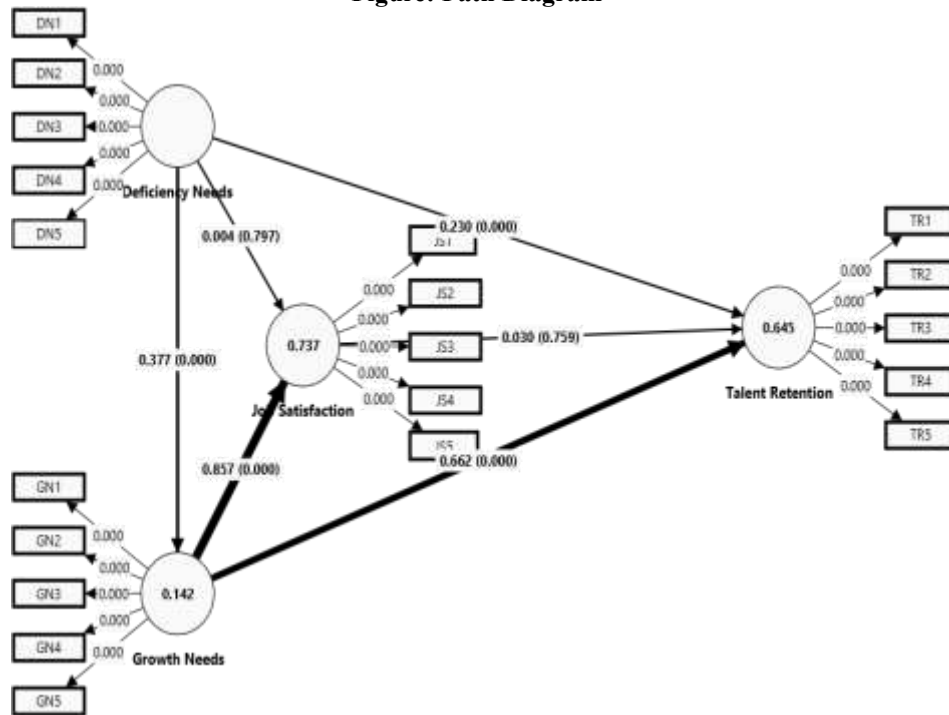 Figure: Path Diagram
DN1
0.000
DN2
0.000
DN3
0.000
DN4
0.000
DN5
0.000
Deficiency Needs
0.004 (0.797)
0.230 (0.000)
0.377 (0.000)
JS1
0.000
JS2
0.000
JS3
0.000
JS4
0.000
JS5
0.000
0.737
Job Satisfaction
0.030 (0.759)
TR1
0.000
TR2
0.000
TR3
0.000
TR4
0.000
TR5
0.000
0.645
Talent Retention
0.857 (0.000)
0.662 (0.000)
GN1
0.000
GN2
0.000
GN3
0.000
GN4
0.000
GN5
0.000
0.142
Growth Needs